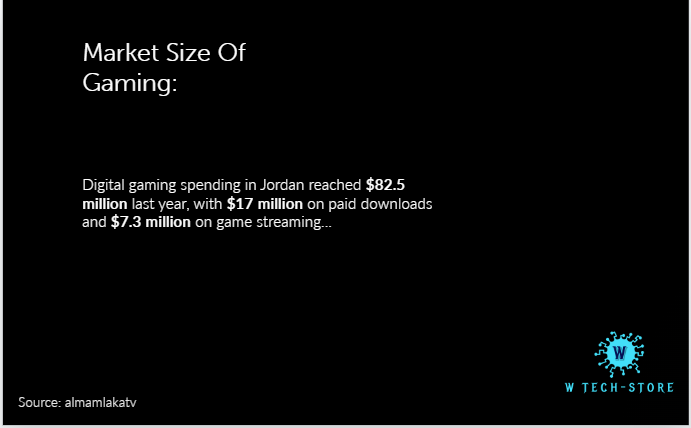 Market Size Of
Gaming:
Digital gaming spending in Jordan reached $82.5
million last year, with $17 million on paid downloads
and $7.3 million on game streaming...
W
W TECH-STORE
Source: almamlakatv